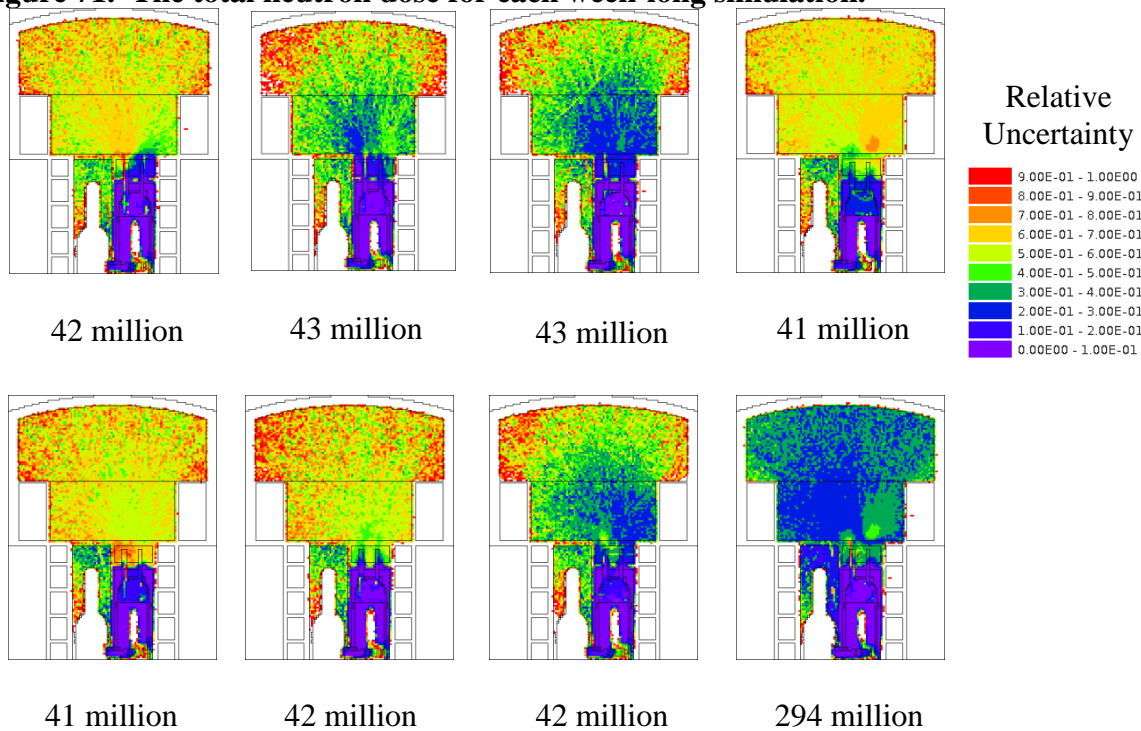 Figure 71. The total neutron dose for each week-long simulation.
Relative
Uncertainty
9.00E-01 - 1.00E00
8.00E-01 - 9.00E-01
7.00E-01 - 8.00E-01
6.00E-01 - 7.00E-01
5.00E-01 - 6.00E-01
4.00E-01 - 5.00E-01
3.00E-01 - 4.00E-01
2.00E-01 - 3.00E-01
1.00E-01 - 2.00E-01
0.00E00 - 1.00E-01
42 million
43 million
43 million
41 million
41 million
42 million
42 million
294 million